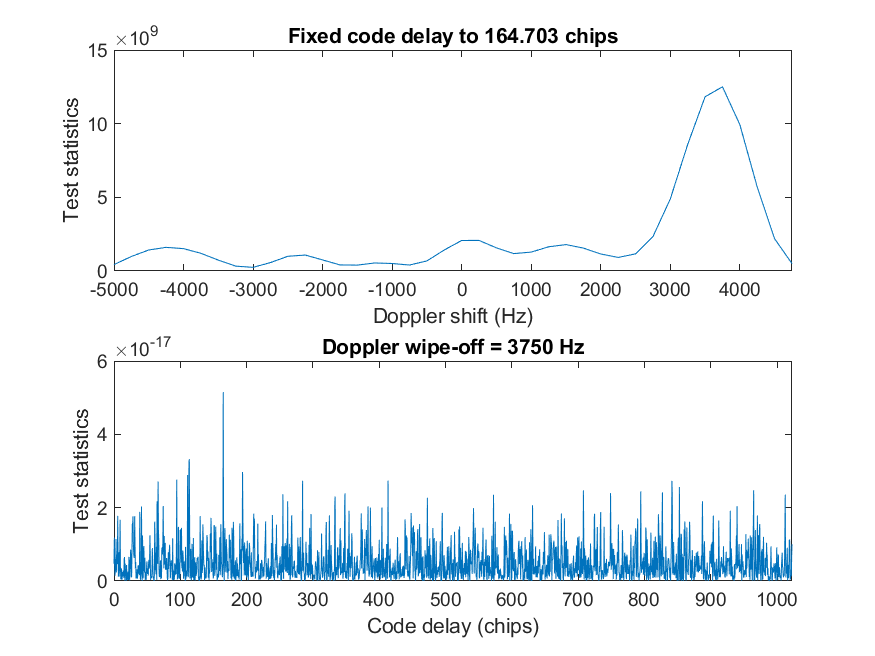 ×10^9
Fixed code delay to 164.703 chips
15
10
5
0
Test statistics
-5000 -4000 -3000 -2000 -1000 0 1000 2000 3000 4000
Doppler shift (Hz)
×10^-17
Doppler wipe-off = 3750 Hz
6
4
2
0
Test statistics
0 100 200 300 400 500 600 700 800 900 1000
Code delay (chips)